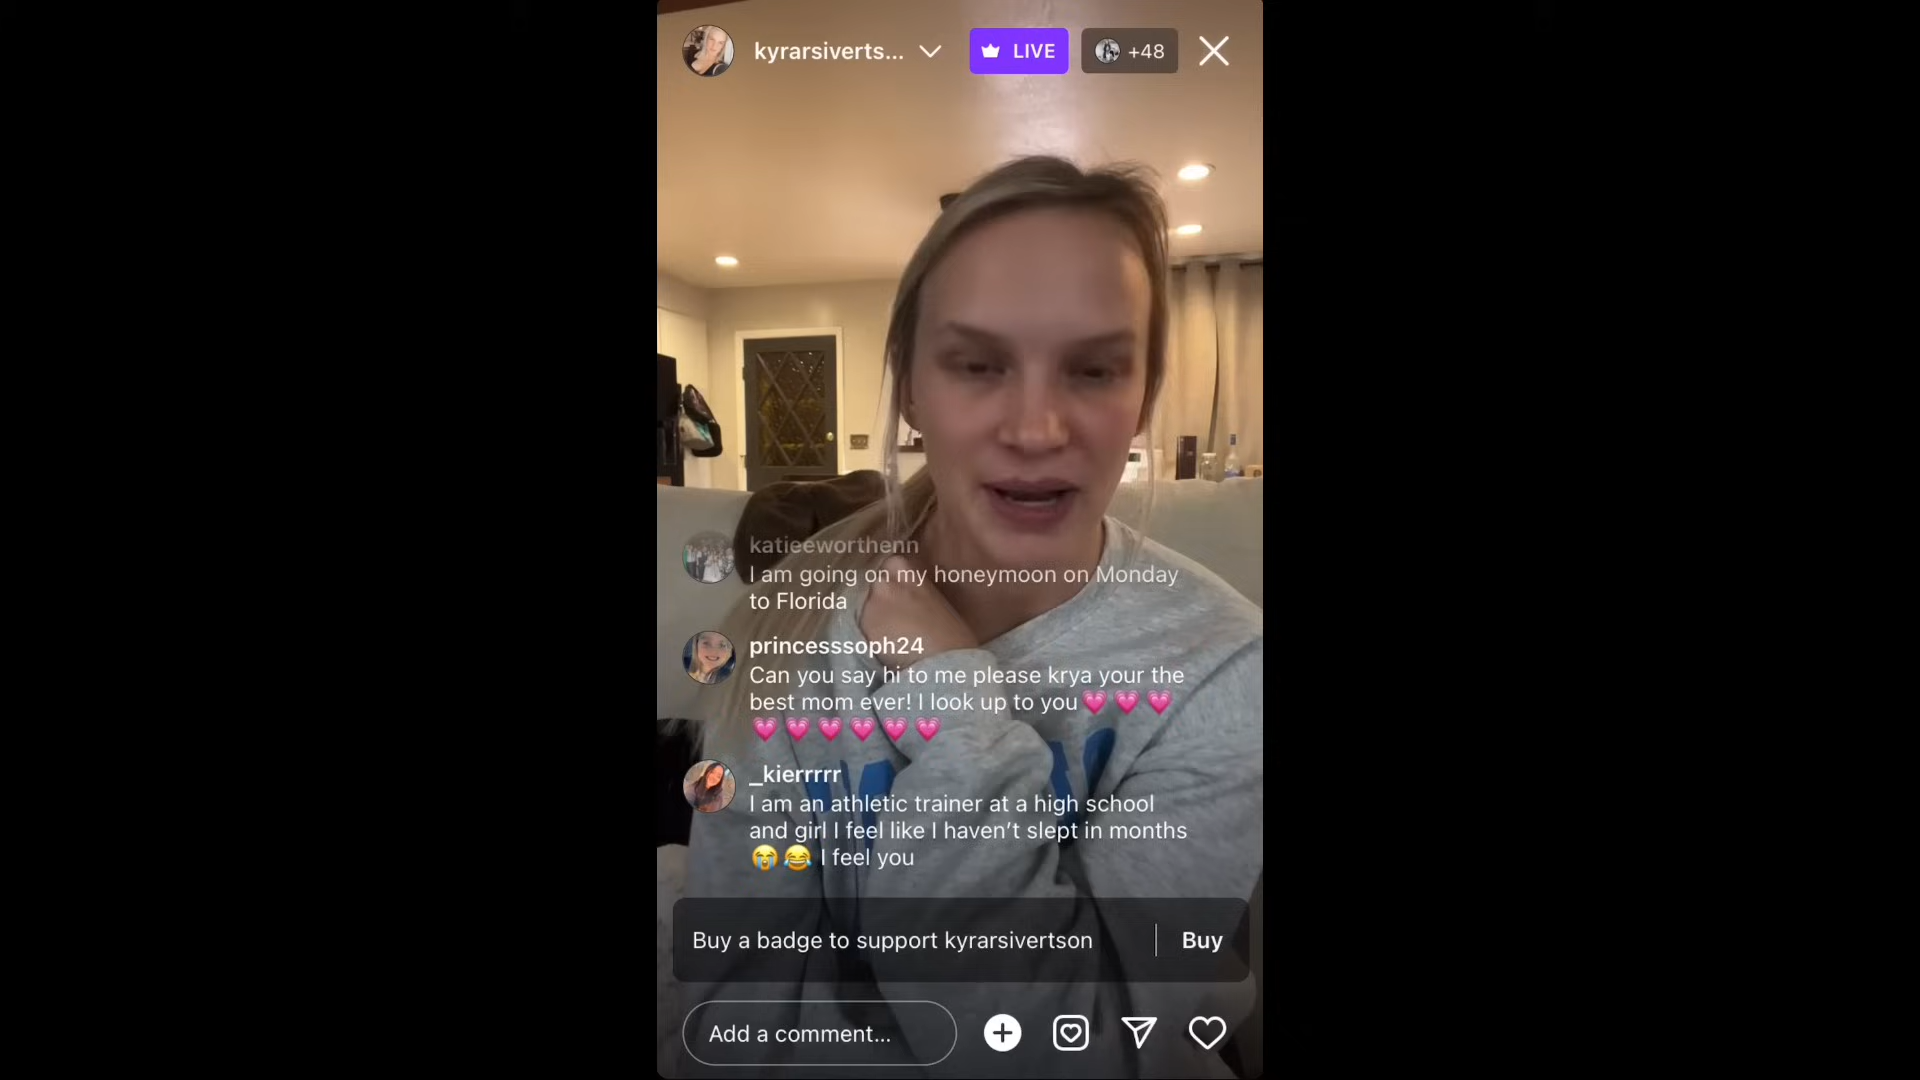 kyrarsiverts...
LIVE
+48
katieeworthenn
I am going on my honeymoon on Monday
to Florida
princesssoph24
Can you say hi to me please krya your the
best mom ever! I look up to you💗💗💗
💗💗💗💗💗💗
_kierrrrr
I am an athletic trainer at a high school
and girl I feel like I haven’t slept in months
😭😂 I feel you
Buy a badge to support kyrarsivertson
Buy
Add a comment...